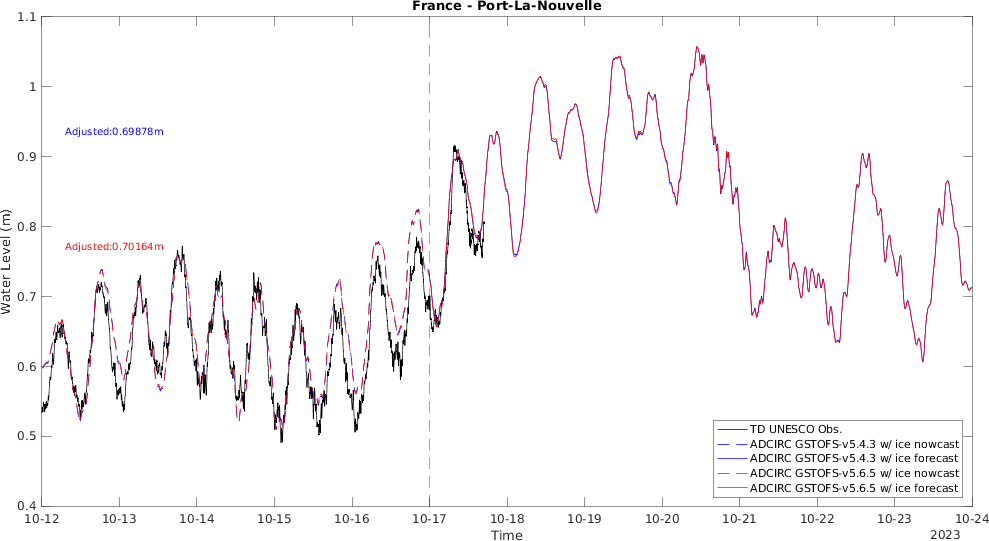 France - Port-La-Nouvelle
1.1
1
0.9
0.8
0.7
0.6
0.5
0.4
Water Level (m)
Adjusted:0.69878m
Adjusted:0.70164m
TD UNESCO Obs.
ADCIRC GSTOFS-v5.4.3 w/ ice nowcast
ADCIRC GSTOFS-v5.4.3 w/ ice forecast
ADCIRC GSTOFS-v5.6.5 w/ ice nowcast
ADCIRC GSTOFS-v5.6.5 w/ ice forecast
10-12 10-13 10-14 10-15 10-16 10-17 10-18 10-19 10-20 10-21 10-22 10-23 10-24
Time
2023